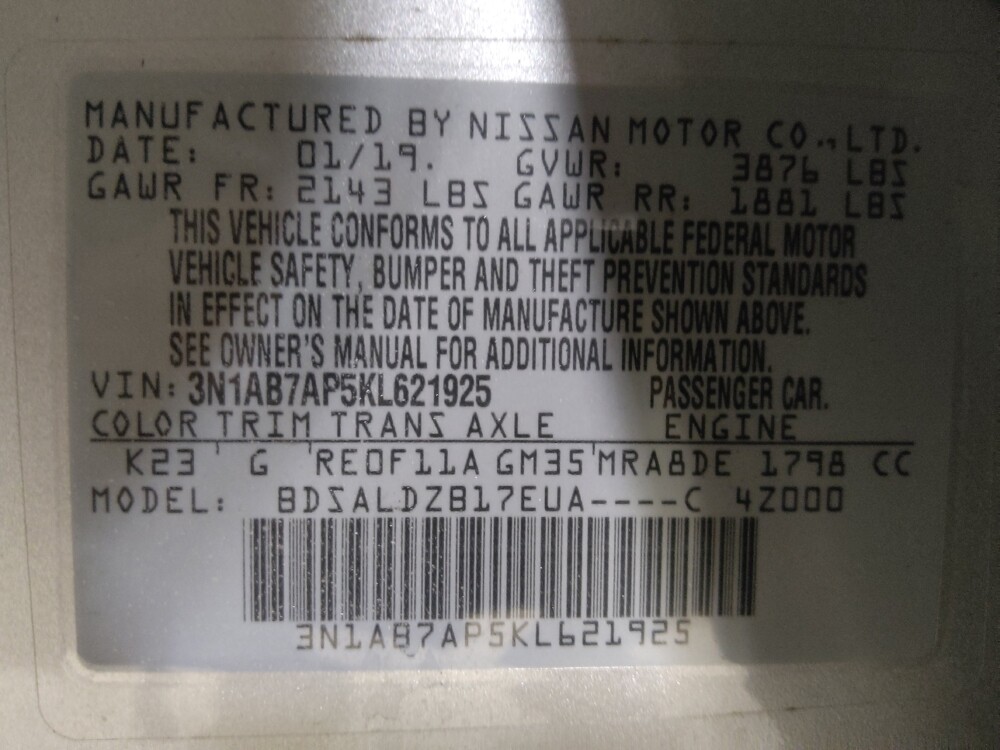 MANUFACTURED BY NISSAN MOTOR CO., LTD.
DATE: 01/19. GVWR: 3876 LBS
GAWR FR: 2143 LBS GAWR RR: 1881 LBS
THIS VEHICLE CONFORMS TO ALL APPLICABLE FEDERAL MOTOR
VEHICLE SAFETY, BUMPER AND THEFT PREVENTION STANDARDS
IN EFFECT ON THE DATE OF MANUFACTURE SHOWN ABOVE.
SEE OWNER'S MANUAL FOR ADDITIONAL INFORMATION.
VIN: 3N1AB7AP5KL621925 PASSENGER CAR.
COLOR TRIM TRANS AXLE ENGINE
K23 G RE0F11A GM35 MRA8DE 1798 CC
MODEL: BDSALDZB17EUA----C 4Z000
3N1AB7AP5KL621925